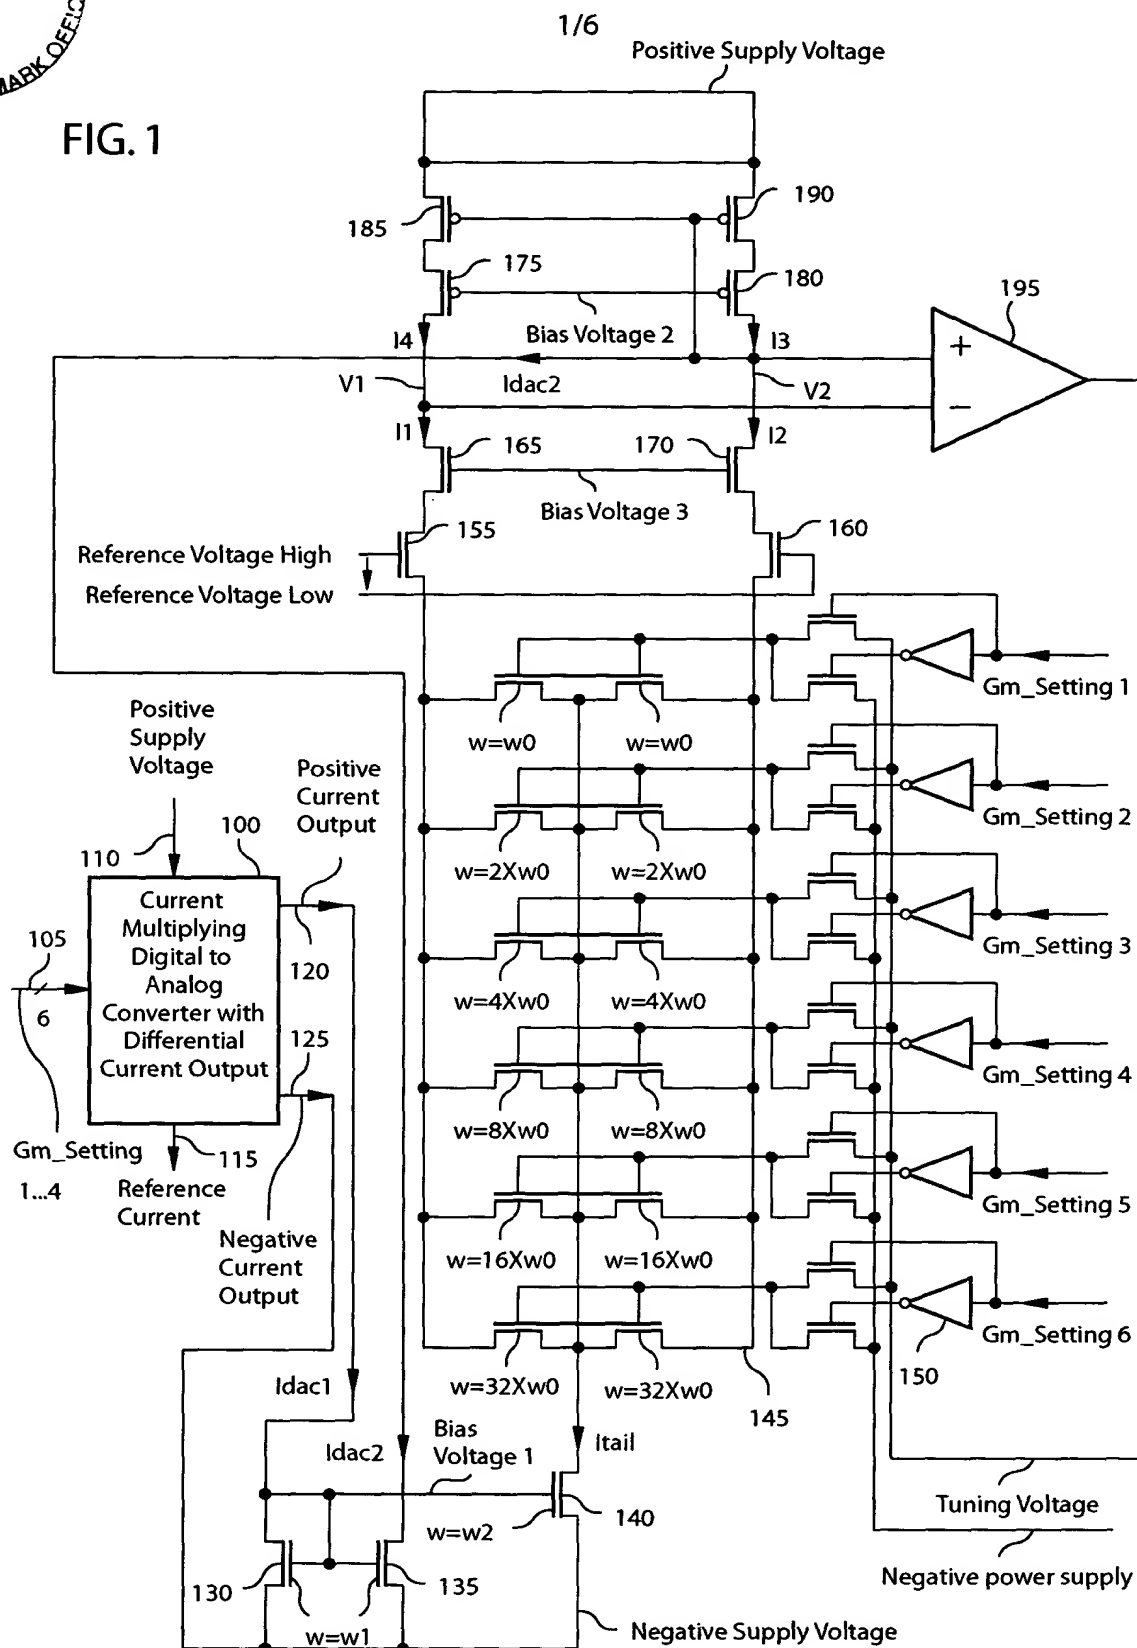 MARK OFFIC
1/6
FIG. 1
Positive Supply Voltage
185
190
175
180
Bias Voltage 2
I4
I3
195
+
−
V1
Idac2
V2
I1
I2
165
170
Bias Voltage 3
155
160
Reference Voltage High
Reference Voltage Low
Gm_Setting 1
w=w0
w=w0
Gm_Setting 2
w=2Xw0
w=2Xw0
Gm_Setting 3
w=4Xw0
w=4Xw0
Gm_Setting 4
w=8Xw0
w=8Xw0
Gm_Setting 5
w=16Xw0
w=16Xw0
Gm_Setting 6
w=32Xw0
w=32Xw0
150
145
Positive
Supply
Voltage
110
100
Positive
Current
Output
105
6
Current
Multiplying
Digital to
Analog
Converter with
Differential
Current Output
120
125
Gm_Setting
1...4
115
Reference
Current
Negative
Current
Output
Idac1
Idac2
Bias
Voltage 1
Itail
w=w2
140
130
135
w=w1
Tuning Voltage
Negative power supply
Negative Supply Voltage